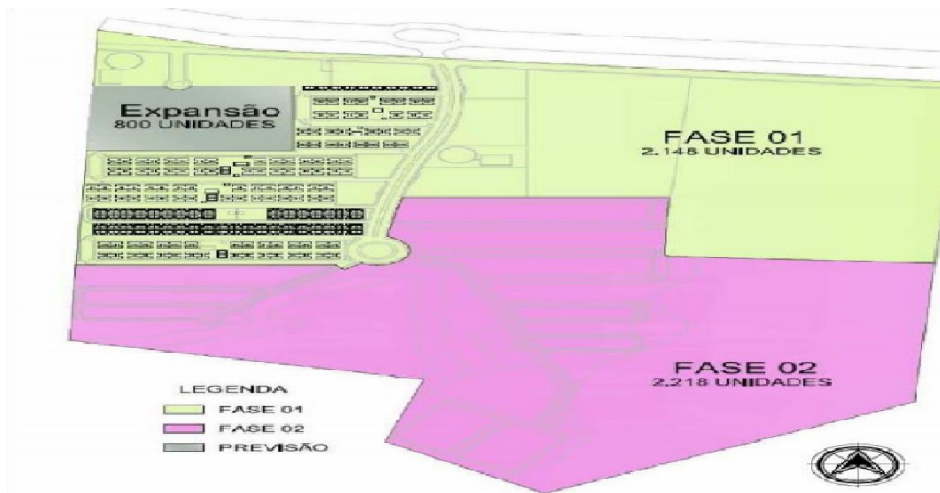 Expansão
800 UNIDADES
FASE 01
2.148 UNIDADES
FASE 02
2.218 UNIDADES
LEGENDA
FASE 01
FASE 02
PREVISÃO